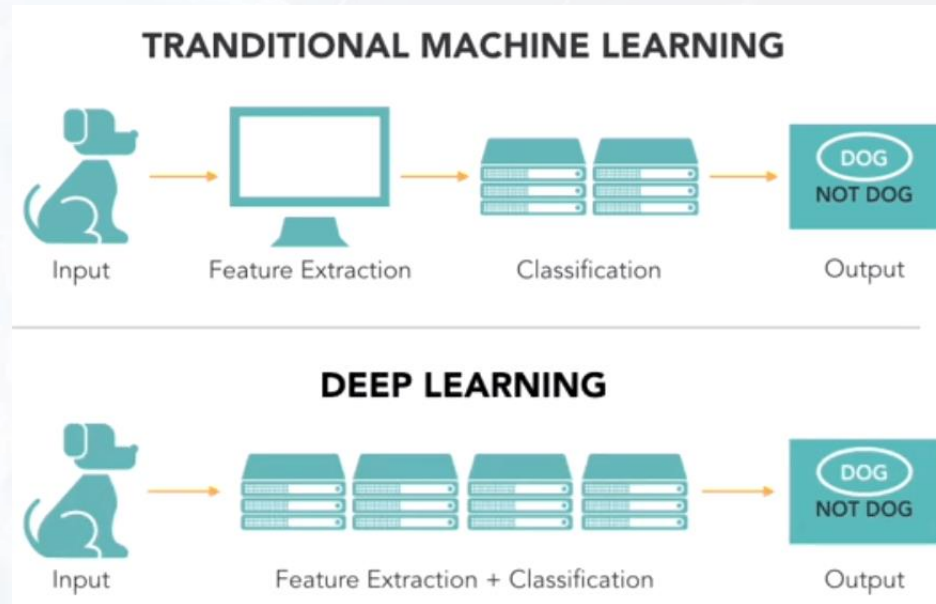 TRANDITIONAL MACHINE LEARNING
DOG
NOT DOG
Input
Feature Extraction
Classification
Output
DEEP LEARNING
DOG
NOT DOG
Input
Feature Extraction + Classification
Output